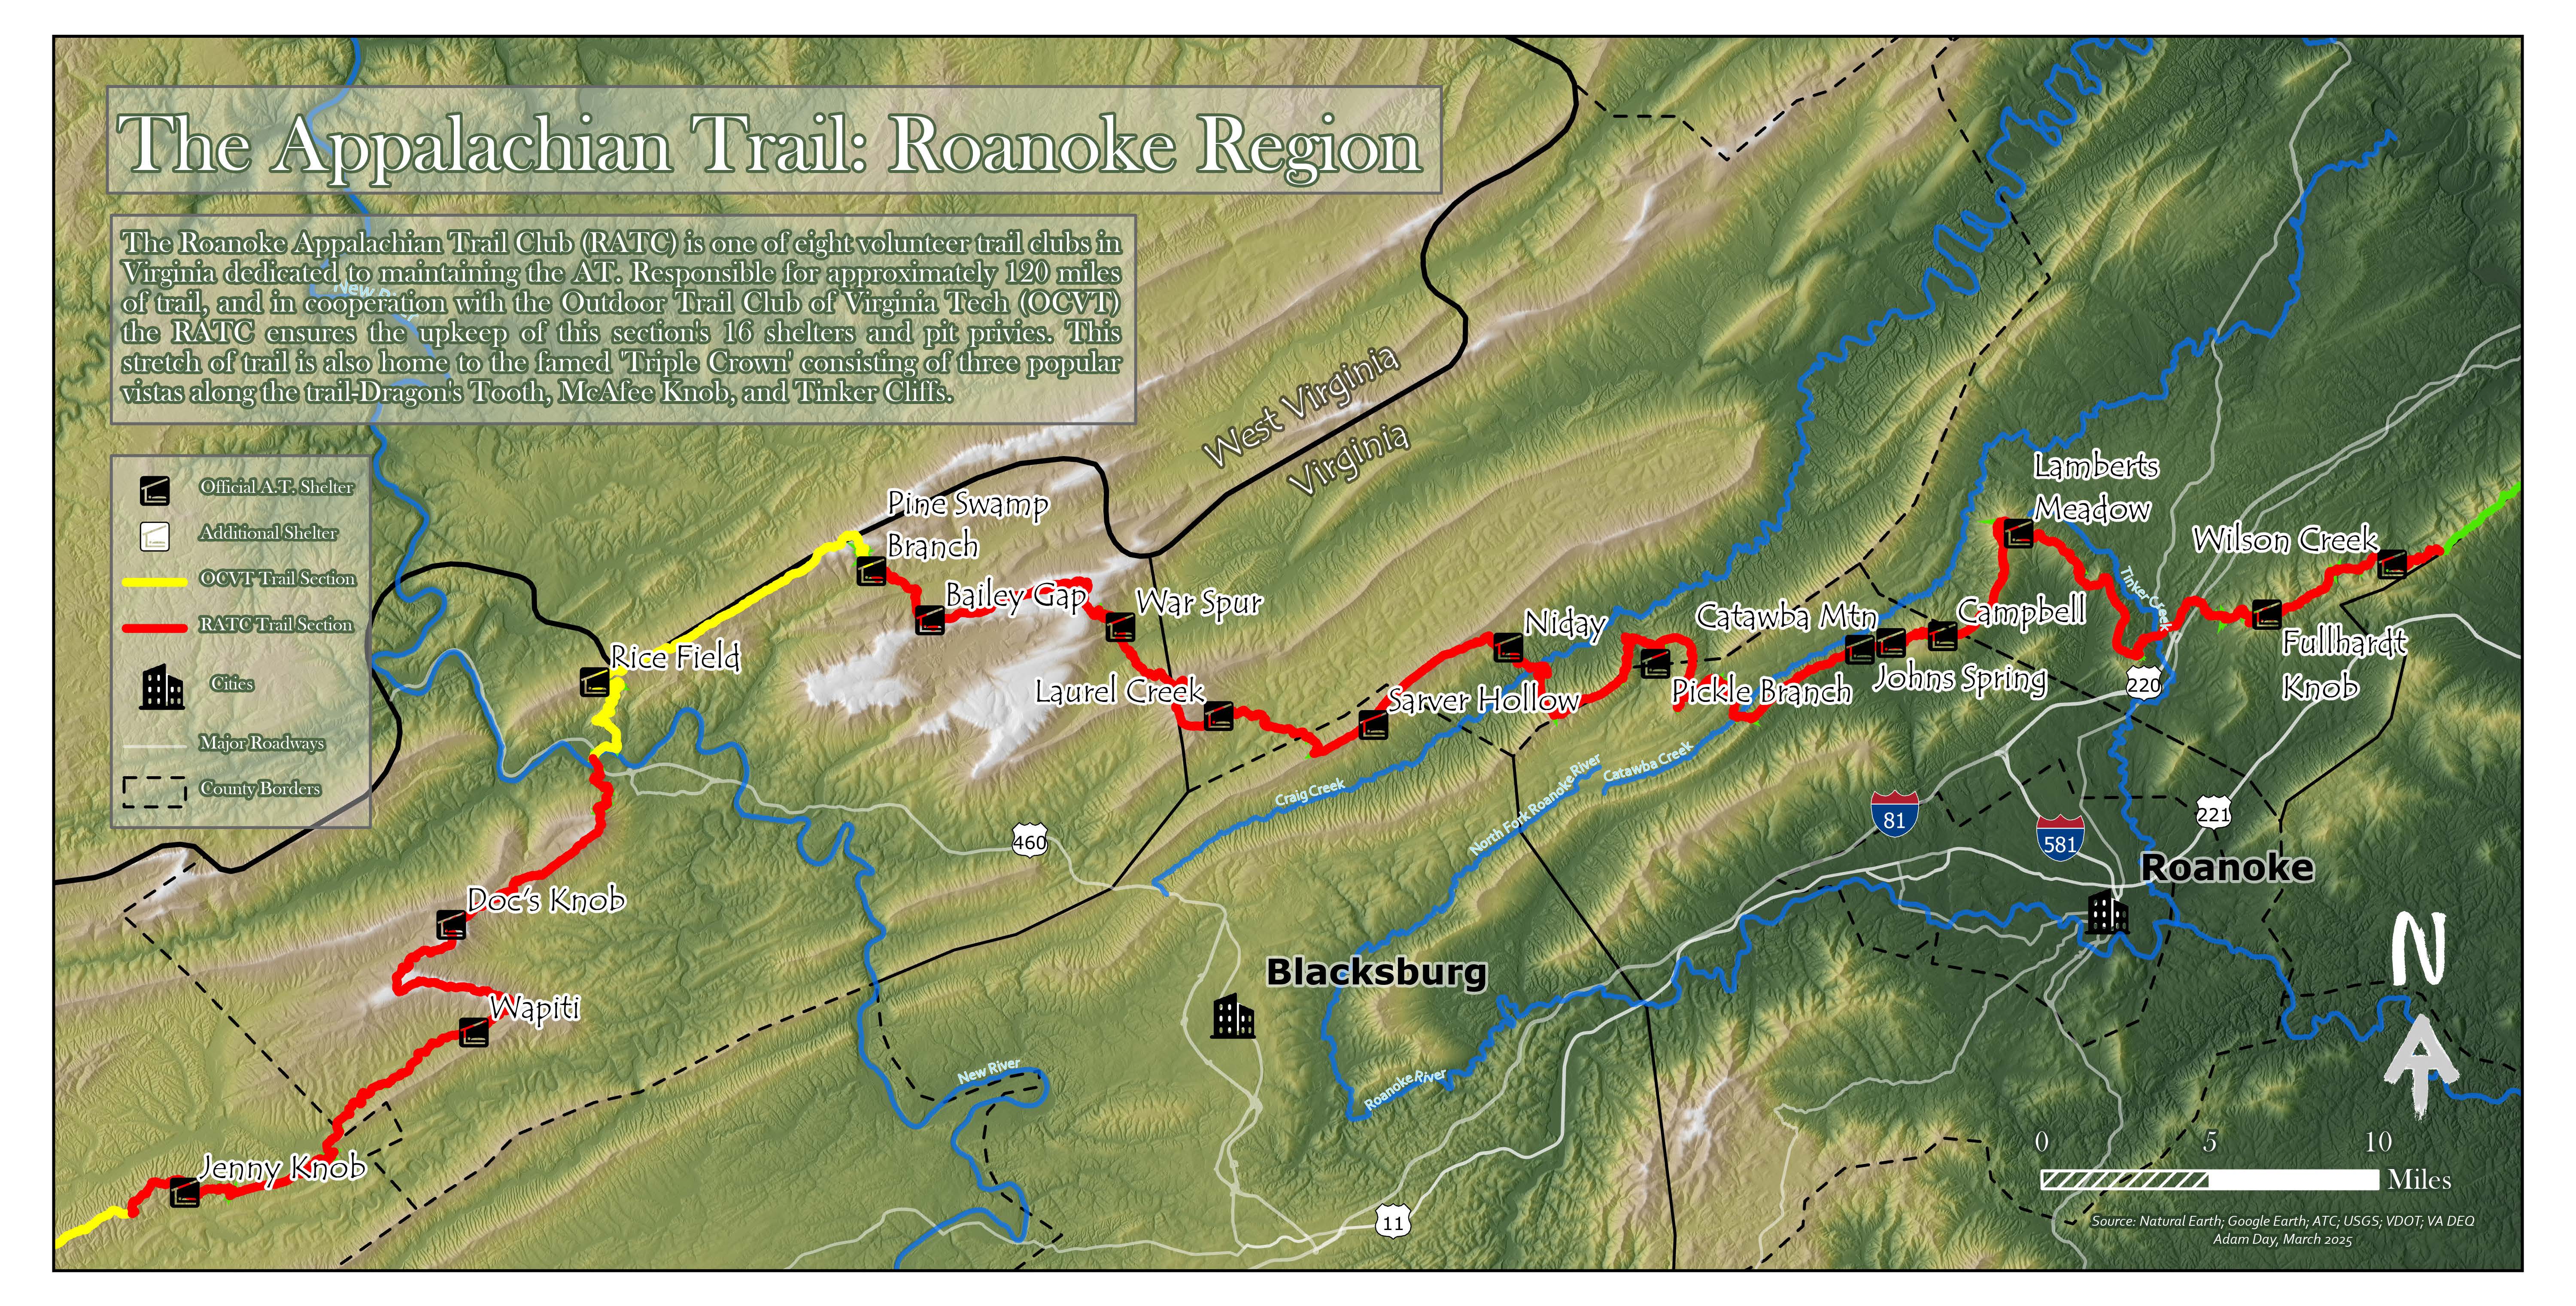 The Appalachian Trail: Roanoke Region
The Roanoke Appalachian Trail Club (RATC) is one of eight volunteer trail clubs in
Virginia dedicated to maintaining the AT. Responsible for approximately 120 miles
of trail, and in cooperation with the Outdoor Trail Club of Virginia Tech (OCVT)
the RATC ensures the upkeep of this section's 16 shelters and pit privies. This
stretch of trail is also home to the famed 'Triple Crown' consisting of three popular
vistas along the trail-Dragon's Tooth, McAfee Knob, and Tinker Cliffs.
Official A.T. Shelter
Additional Shelter
OCVT Trail Section
RATC Trail Section
Cities
Major Roadways
County Borders
West Virginia
Virginia
Pine Swamp
Branch
Bailey Gap
War Spur
Rice Field
Laurel Creek
Niday
Sarver Hollow
Catawba Mtn
Pickle Branch
Johns Spring
Campbell
Lamberts
Meadow
Tinker Creek
Wilson Creek
Fullhardt
Knob
220
Craig Creek
North Fork Roanoke River
Catawba Creek
460
81
581
221
Roanoke
Doc's Knob
Wapiti
Blacksburg
New River
Roanoke River
Jenny Knob
11
N
0 5 10
Miles
Source: Natural Earth; Google Earth; ATC; USGS; VDOT; VA DEQ
Adam Day, March 2025